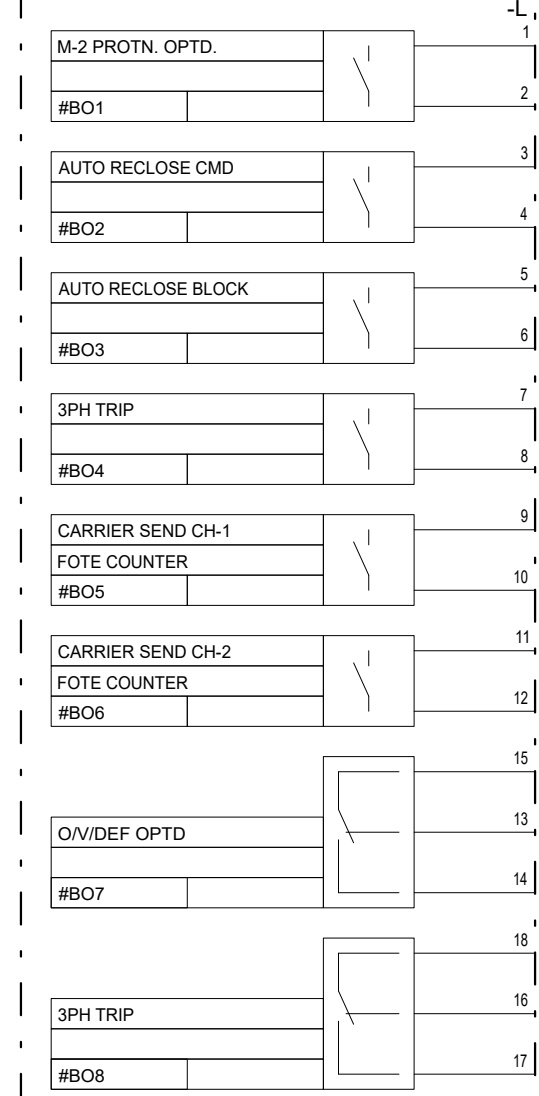 -L
M-2 PROTN. OPTD.
1
#BO1
2
AUTO RECLOSE CMD
3
#BO2
4
AUTO RECLOSE BLOCK
5
#BO3
6
3PH TRIP
7
#BO4
8
CARRIER SEND CH-1
9
FOTE COUNTER
#BO5
10
CARRIER SEND CH-2
11
FOTE COUNTER
#BO6
12
15
O/V/DEF OPTD
13
#BO7
14
18
3PH TRIP
16
#BO8
17